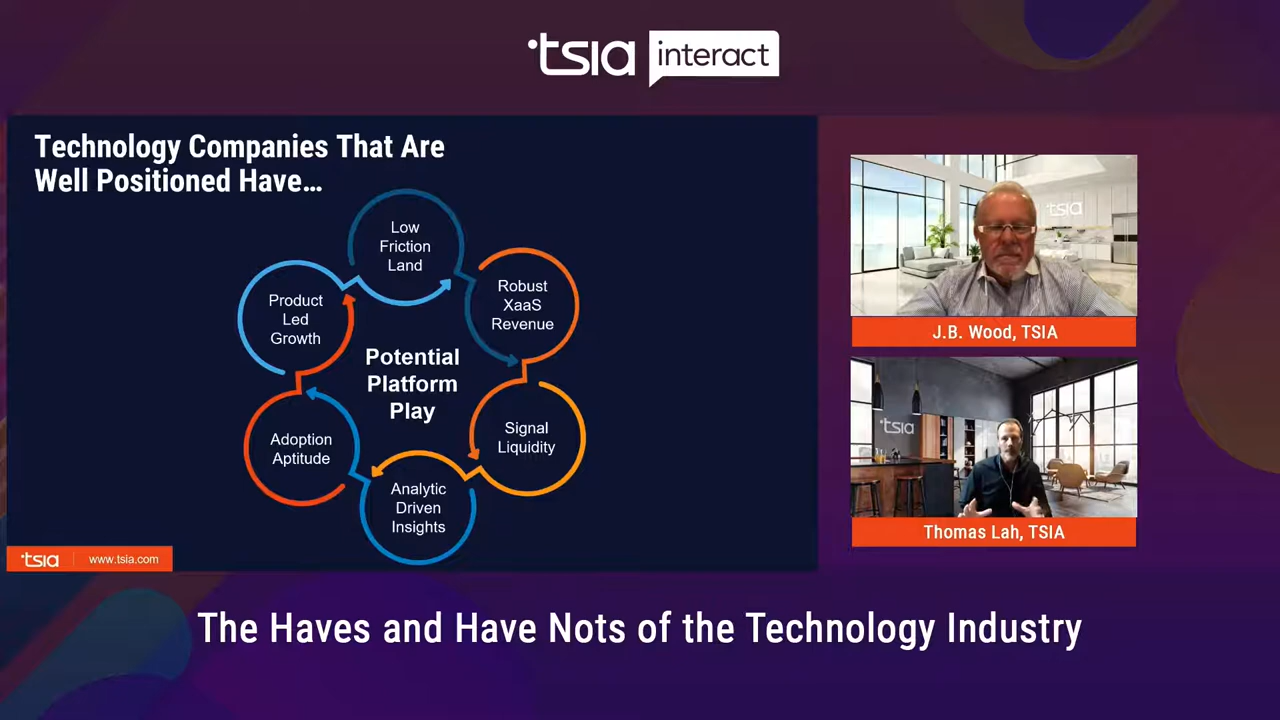 tsia interact
Technology Companies That Are
Well Positioned Have…
Low
Friction
Land
Robust
XaaS
Revenue
Signal
Liquidity
Analytic
Driven
Insights
Adoption
Aptitude
Product
Led
Growth
Potential
Platform
Play
tsia
www.tsia.com
tsia
J.B. Wood, TSIA
tsia
Thomas Lah, TSIA
The Haves and Have Nots of the Technology Industry